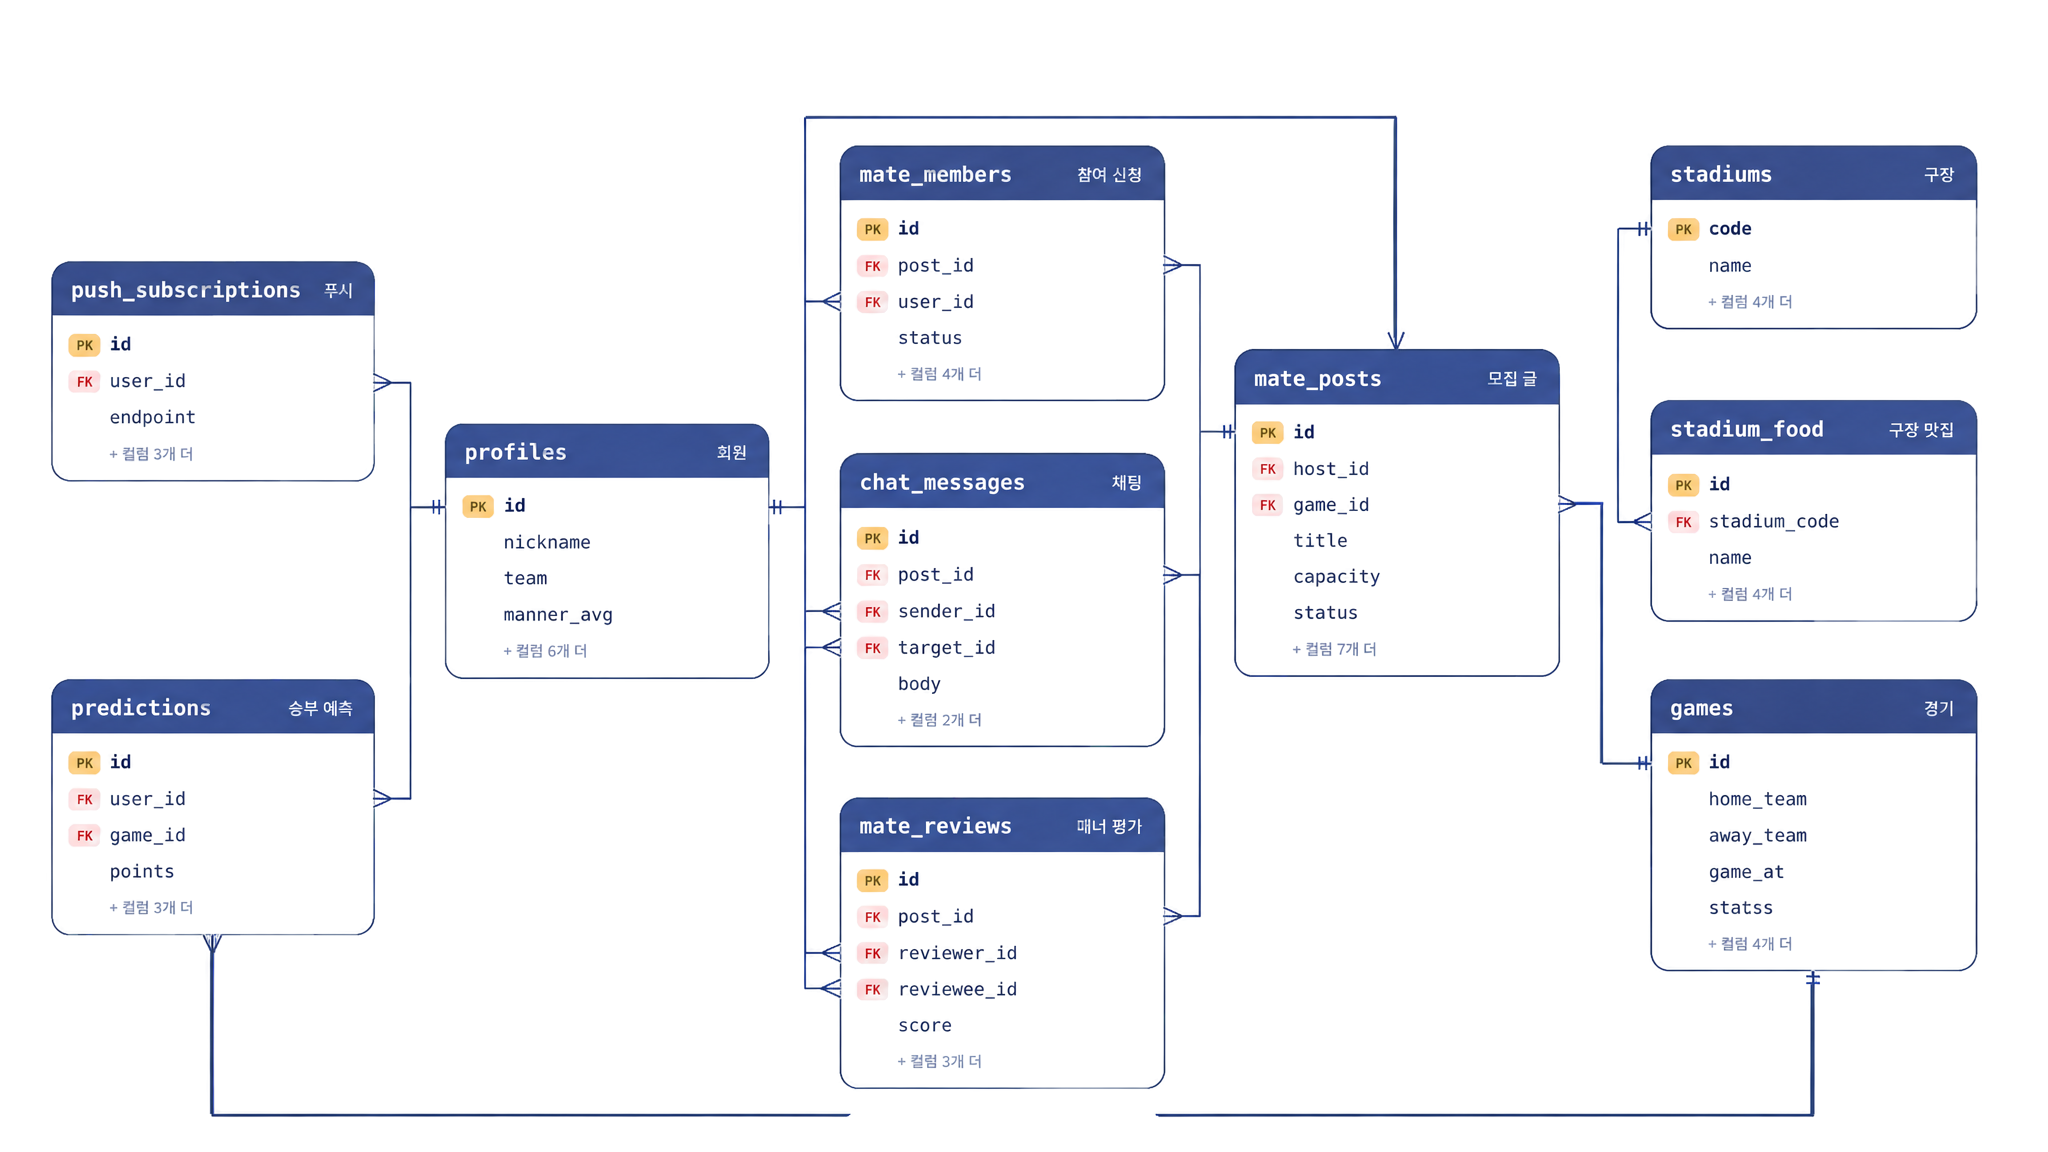 push_subscriptions 푸시
PK id
FK user_id
endpoint
+ 컬럼 3개 더
predictions 승부 예측
PK id
FK user_id
FK game_id
points
+ 컬럼 3개 더
profiles 회원
PK id
nickname
team
manner_avg
+ 컬럼 6개 더
mate_members 참여 신청
PK id
FK post_id
FK user_id
status
+ 컬럼 4개 더
chat_messages 채팅
PK id
FK post_id
FK sender_id
FK target_id
body
+ 컬럼 2개 더
mate_reviews 매너 평가
PK id
FK post_id
FK reviewer_id
FK reviewee_id
score
+ 컬럼 3개 더
mate_posts 모집 글
PK id
FK host_id
FK game_id
title
capacity
status
+ 컬럼 7개 더
stadiums 구장
PK code
name
+ 컬럼 4개 더
stadium_food 구장 맛집
PK id
FK stadium_code
name
+ 컬럼 4개 더
games 경기
PK id
home_team
away_team
game_at
statss
+ 컬럼 4개 더